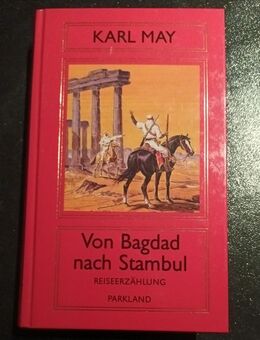 KARL MAY
Von Bagdad
nach Stambul
REISEERZÄHLUNG
PARKLAND